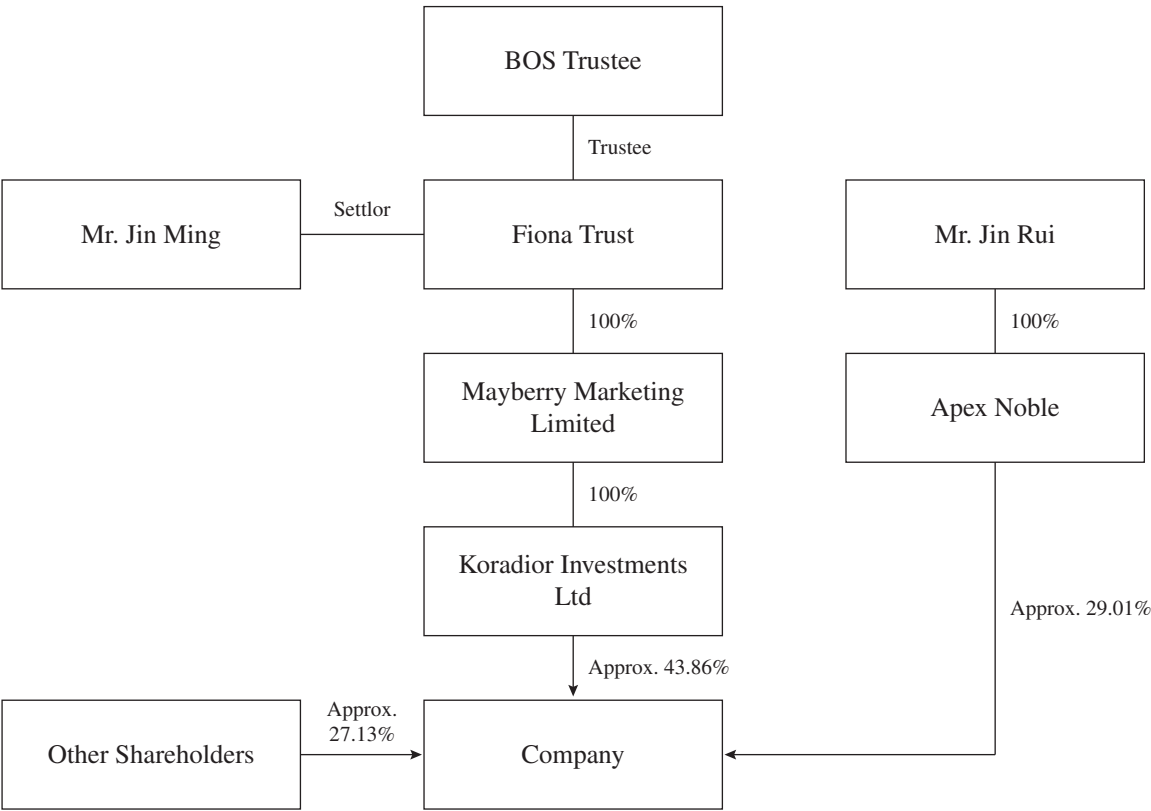 BOS Trustee
Trustee
Mr. Jin Ming
Settlor
Fiona Trust
Mr. Jin Rui
100%
100%
Mayberry Marketing
Limited
Apex Noble
100%
Koradior Investments
Ltd
Approx. 29.01%
Approx. 43.86%
Other Shareholders
Approx.
27.13%
Company